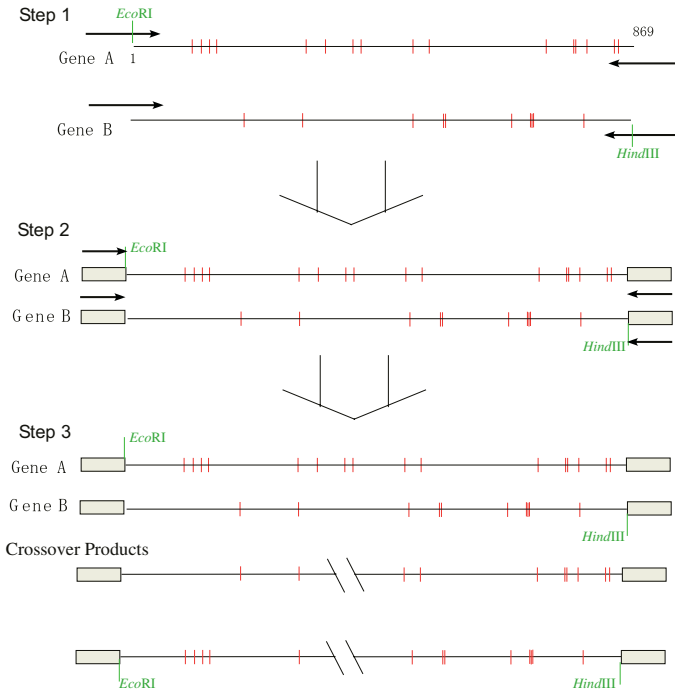 Step 1
EcoRI
869
Gene A
1
Gene B
HindIII
Step 2
EcoRI
Gene A
Gene B
HindIII
Step 3
EcoRI
Gene A
Gene B
HindIII
Crossover Products
EcoRI
HindIII